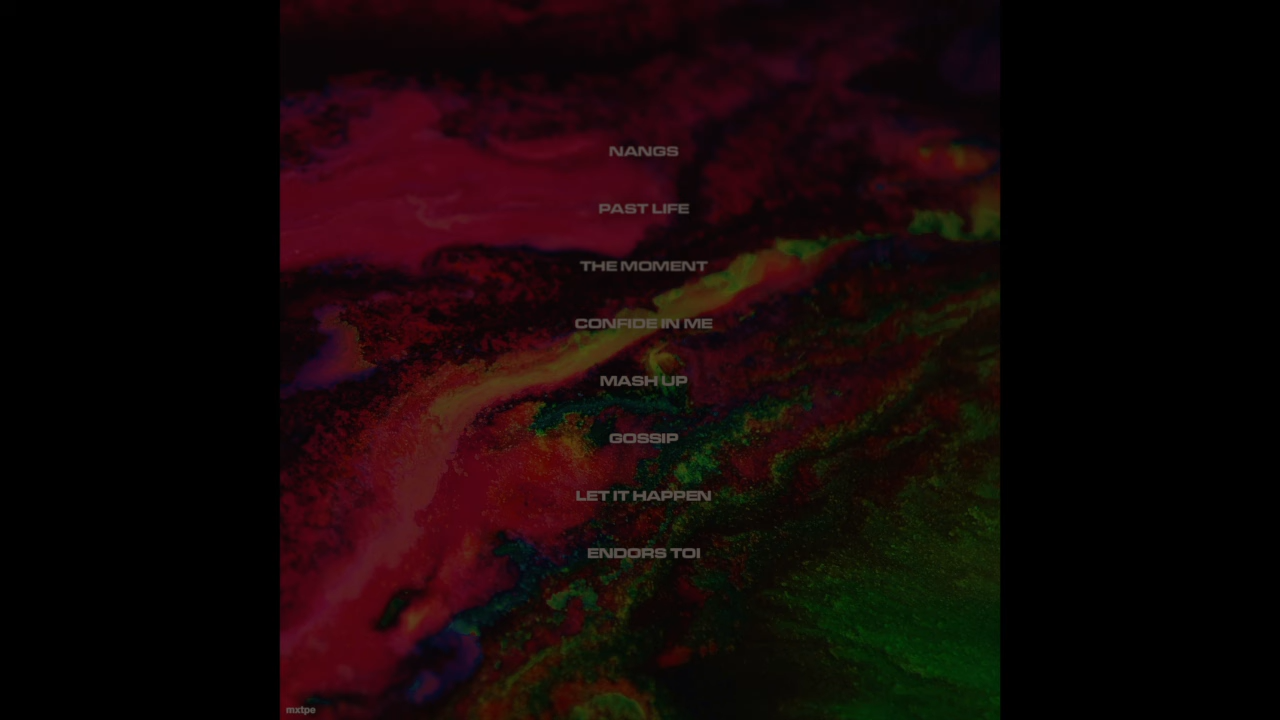 NANGS
PAST LIFE
THE MOMENT
CONFIDE IN ME
MASH UP
GOSSIP
LET IT HAPPEN
ENDORS TOI
mxtpe